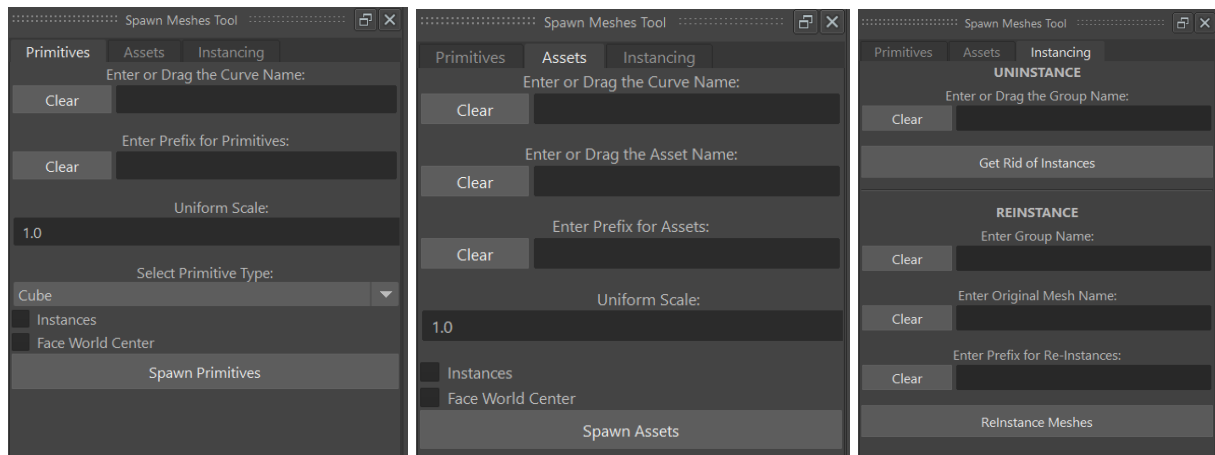 Spawn Meshes Tool
Primitives Assets Instancing
Enter or Drag the Curve Name:
Clear
Enter Prefix for Primitives:
Clear
Uniform Scale:
1.0
Select Primitive Type:
Cube
Instances
Face World Center
Spawn Primitives
Spawn Meshes Tool
Primitives Assets Instancing
Enter or Drag the Curve Name:
Clear
Enter or Drag the Asset Name:
Clear
Enter Prefix for Assets:
Clear
Uniform Scale:
1.0
Instances
Face World Center
Spawn Assets
Spawn Meshes Tool
Primitives Assets Instancing
UNINSTANCE
Enter or Drag the Group Name:
Clear
Get Rid of Instances
REINSTANCE
Enter Group Name:
Clear
Enter Original Mesh Name:
Clear
Enter Prefix for Re-Instances:
Clear
ReInstance Meshes